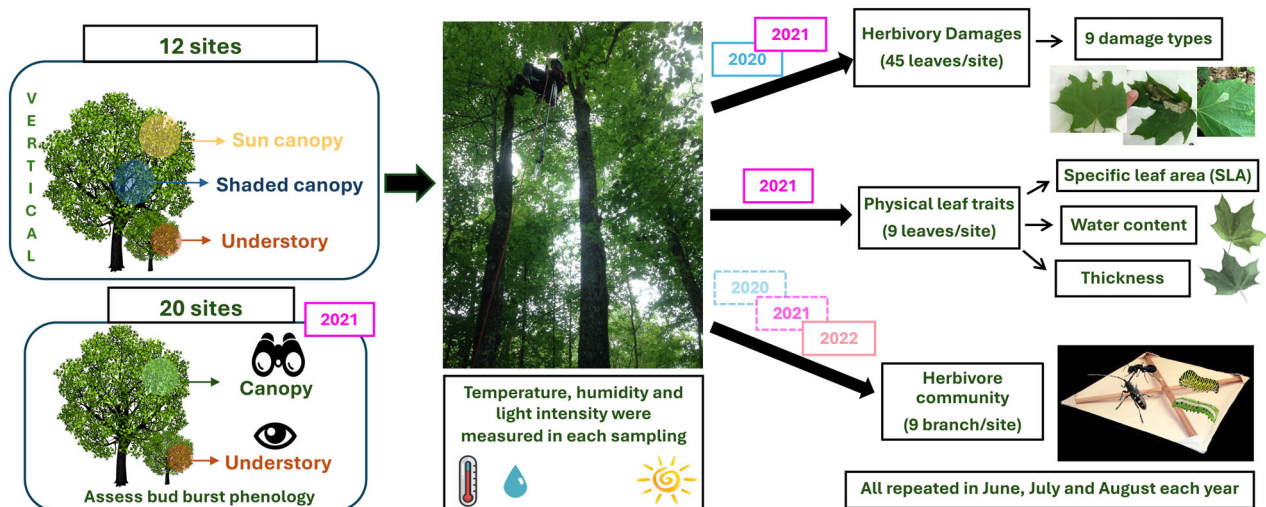 12 sites
VERTICAL
Sun canopy
Shaded canopy
Understory
20 sites
2021
Canopy
Understory
Assess bud burst phenology
Temperature, humidity and
light intensity were
measured in each sampling
2021
2020
Herbivory Damages
(45 leaves/site)
9 damage types
2021
Physical leaf traits
(9 leaves/site)
Specific leaf area (SLA)
Water content
Thickness
2020
2021
2022
Herbivore
community
(9 branch/site)
All repeated in June, July and August each year